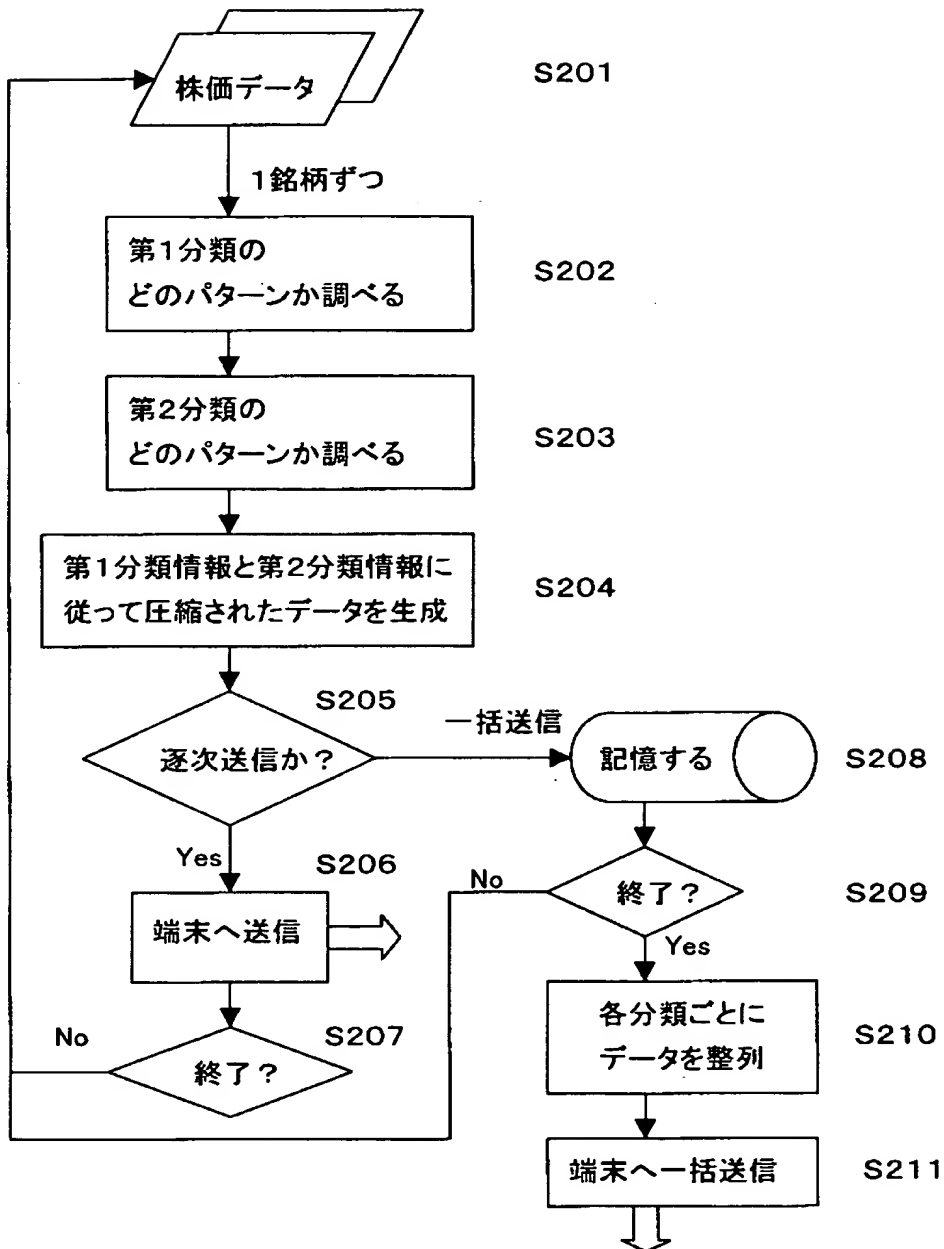 株価データ
S201
1銘柄ずつ
第1分類の
どのパターンか調べる
S202
第2分類の
どのパターンか調べる
S203
第1分類情報と第2分類情報に
従って圧縮されたデータを生成
S204
S205
逐次送信か?
一括送信
記憶する
S208
Yes
S206
端末へ送信
No
終了?
S209
Yes
No
終了?
S207
各分類ごとに
データを整列
S210
端末へ一括送信
S211